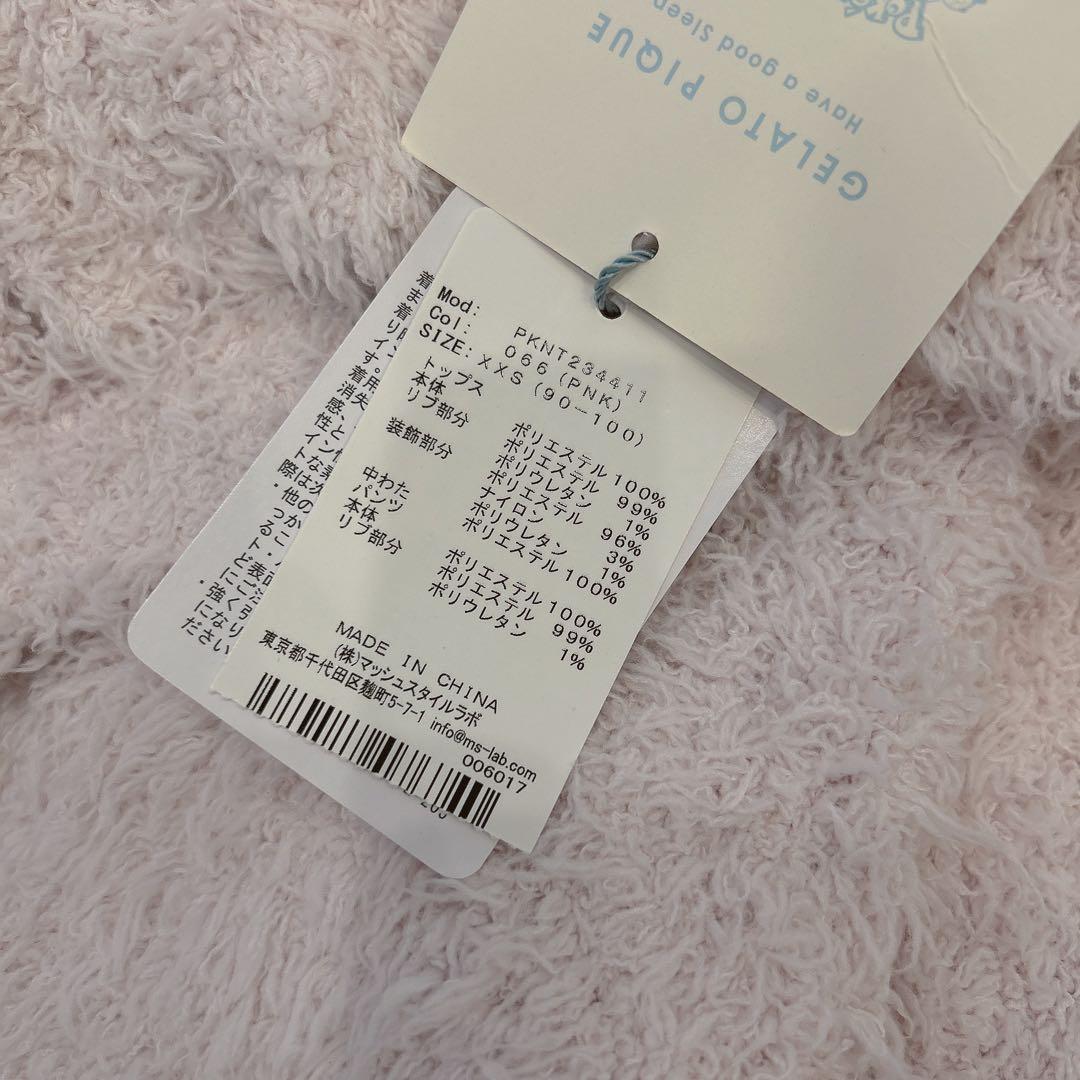 GELATO PIQUE
Have a good Sleep
Mod: PKNT234411
Col: 066 (PNK)
SIZE: XXS (90-100)
トップス
本体 ポリエステル 100%
リブ部分 ポリエステル 99%
ポリウレタン 1%
装飾部分 ポリエステル 96%
ナイロン 3%
ポリウレタン 1%
中わた ポリエステル 100%
パンツ
本体 ポリエステル 100%
リブ部分 ポリエステル 99%
ポリウレタン 1%
MADE IN CHINA
(株)マッシュスタイルラボ
東京都千代田区麹町5-7-1 info@ms-lab.com
006017